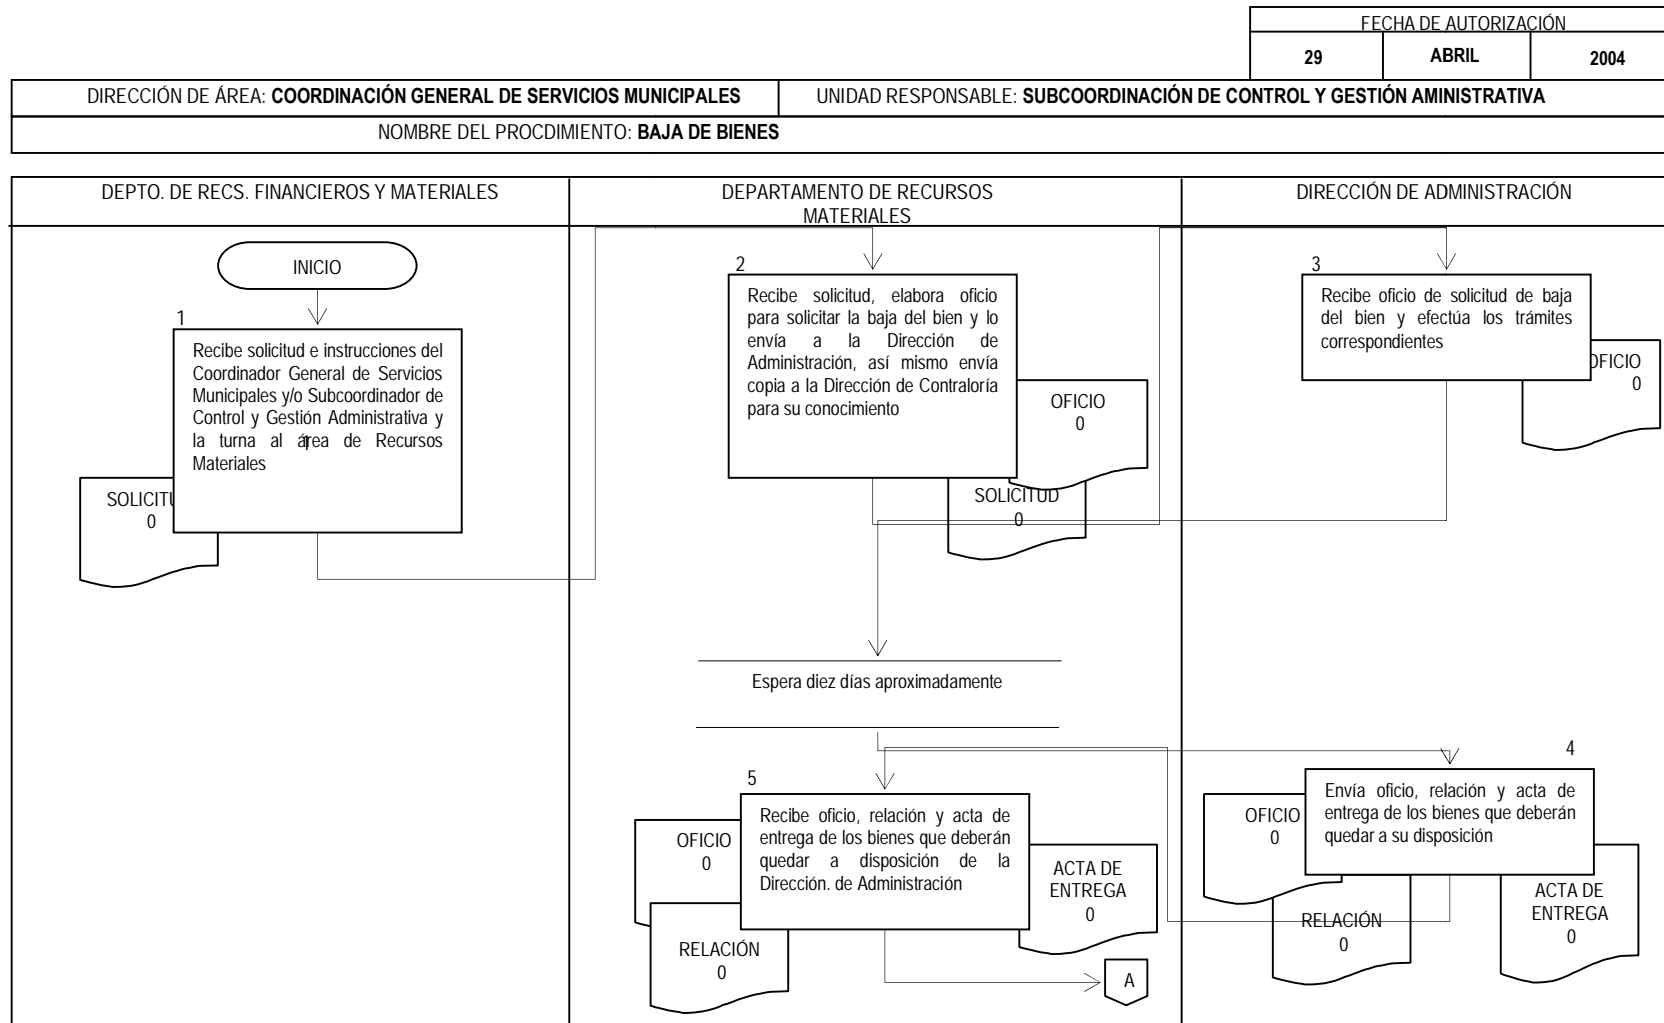 FECHA DE AUTORIZACIÓN
29 ABRIL 2004
DIRECCIÓN DE ÁREA: COORDINACIÓN GENERAL DE SERVICIOS MUNICIPALES UNIDAD RESPONSABLE: SUBCOORDINACIÓN DE CONTROL Y GESTIÓN AMINISTRATIVA
NOMBRE DEL PROCDIMIENTO: BAJA DE BIENES
DEPTO. DE RECS. FINANCIEROS Y MATERIALES
DEPARTAMENTO DE RECURSOS
MATERIALES
DIRECCIÓN DE ADMINISTRACIÓN
INICIO
1
Recibe solicitud e instrucciones del
Coordinador General de Servicios
Municipales y/o Subcoordinador de
Control y Gestión Administrativa y
la turna al área de Recursos
Materiales
SOLICITU
0
2
Recibe solicitud, elabora oficio
para solicitar la baja del bien y lo
envía a la Dirección de
Administración, así mismo envía
copia a la Dirección de Contraloría
para su conocimiento
OFICIO
0
SOLICITUD
0
3
Recibe oficio de solicitud de baja
del bien y efectúa los trámites
correspondientes
OFICIO
0
Espera diez días aproximadamente
4
Envía oficio, relación y acta de
entrega de los bienes que deberán
quedar a su disposición
OFICIO
0
RELACIÓN
0
ACTA DE
ENTREGA
0
5
Recibe oficio, relación y acta de
entrega de los bienes que deberán
quedar a disposición de la
Dirección. de Administración
OFICIO
0
RELACIÓN
0
ACTA DE
ENTREGA
0
A